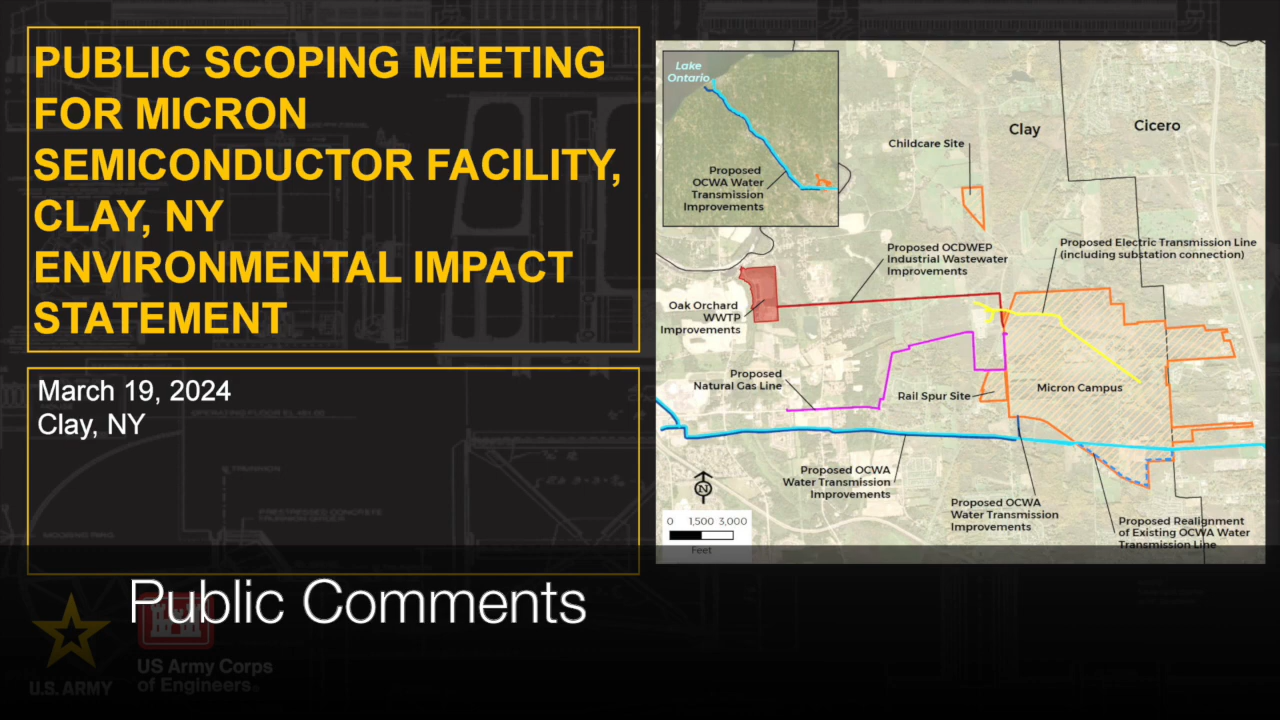 PUBLIC SCOPING MEETING
FOR MICRON
SEMICONDUCTOR FACILITY,
CLAY, NY
ENVIRONMENTAL IMPACT
STATEMENT
March 19, 2024
Clay, NY
Public Comments
U.S. ARMY
US Army Corps
of Engineers®
Lake
Ontario
Proposed
OCWA Water
Transmission
Improvements
Childcare Site
Clay
Cicero
Proposed OCDWEP
Industrial Wastewater
Improvements
Proposed Electric Transmission Line
(including substation connection)
Oak Orchard
WWTP
Improvements
Proposed
Natural Gas Line
Rail Spur Site
Micron Campus
Proposed OCWA
Water Transmission
Improvements
Proposed OCWA
Water Transmission
Improvements
Proposed Realignment
of Existing OCWA Water
Transmission Line
N
0 1,500 3,000
Feet